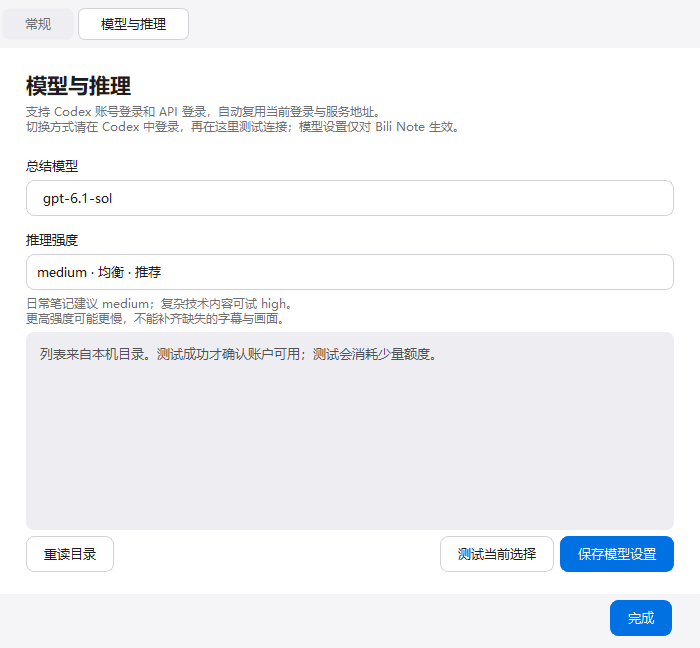 常规
模型与推理
模型与推理
支持 Codex 账号登录和 API 登录，自动复用当前登录与服务地址。
切换方式请在 Codex 中登录，再在这里测试连接；模型设置仅对 Bili Note 生效。
总结模型
gpt-6.1-sol
推理强度
medium · 均衡 · 推荐
日常笔记建议 medium；复杂技术内容可试 high。
更高强度可能更慢，不能补齐缺失的字幕与画面。
列表来自本机目录。测试成功才确认账户可用；测试会消耗少量额度。
重读目录
测试当前选择
保存模型设置
完成